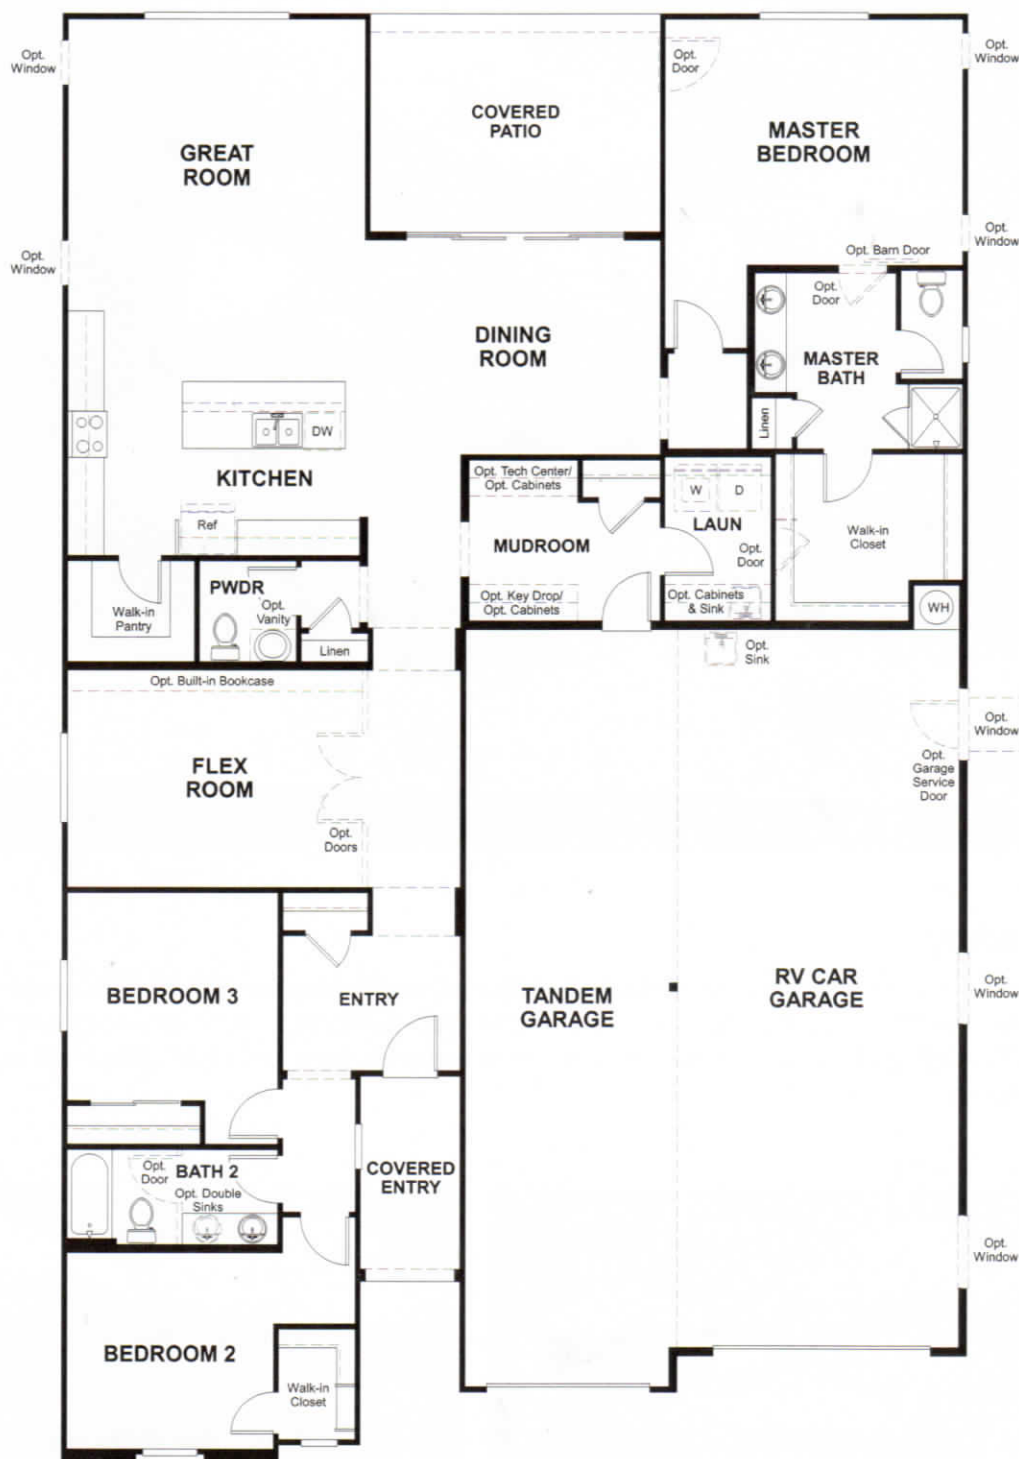 Opt.
Window
Opt.
Door
Opt.
Window
COVERED
PATIO
MASTER
BEDROOM
GREAT
ROOM
Opt.
Window
Opt.
Window
Opt. Barn Door
Opt.
Door
DINING
ROOM
MASTER
BATH
Linen
DW
KITCHEN
Opt. Tech Center/
Opt. Cabinets
W
D
Ref
LAUN
Walk-in
Closet
MUDROOM
Opt.
Door
PWDR
Opt.
Vanity
Walk-in
Pantry
Opt. Key Drop/
Opt. Cabinets
Opt. Cabinets
& Sink
WH
Linen
Opt.
Sink
Opt. Built-in Bookcase
Opt.
Window
FLEX
ROOM
Opt.
Garage
Service
Door
Opt.
Doors
BEDROOM 3
ENTRY
TANDEM
GARAGE
RV CAR
GARAGE
Opt.
Window
Opt.
Door
BATH 2
Opt. Double
Sinks
COVERED
ENTRY
Opt.
Window
BEDROOM 2
Walk-in
Closet